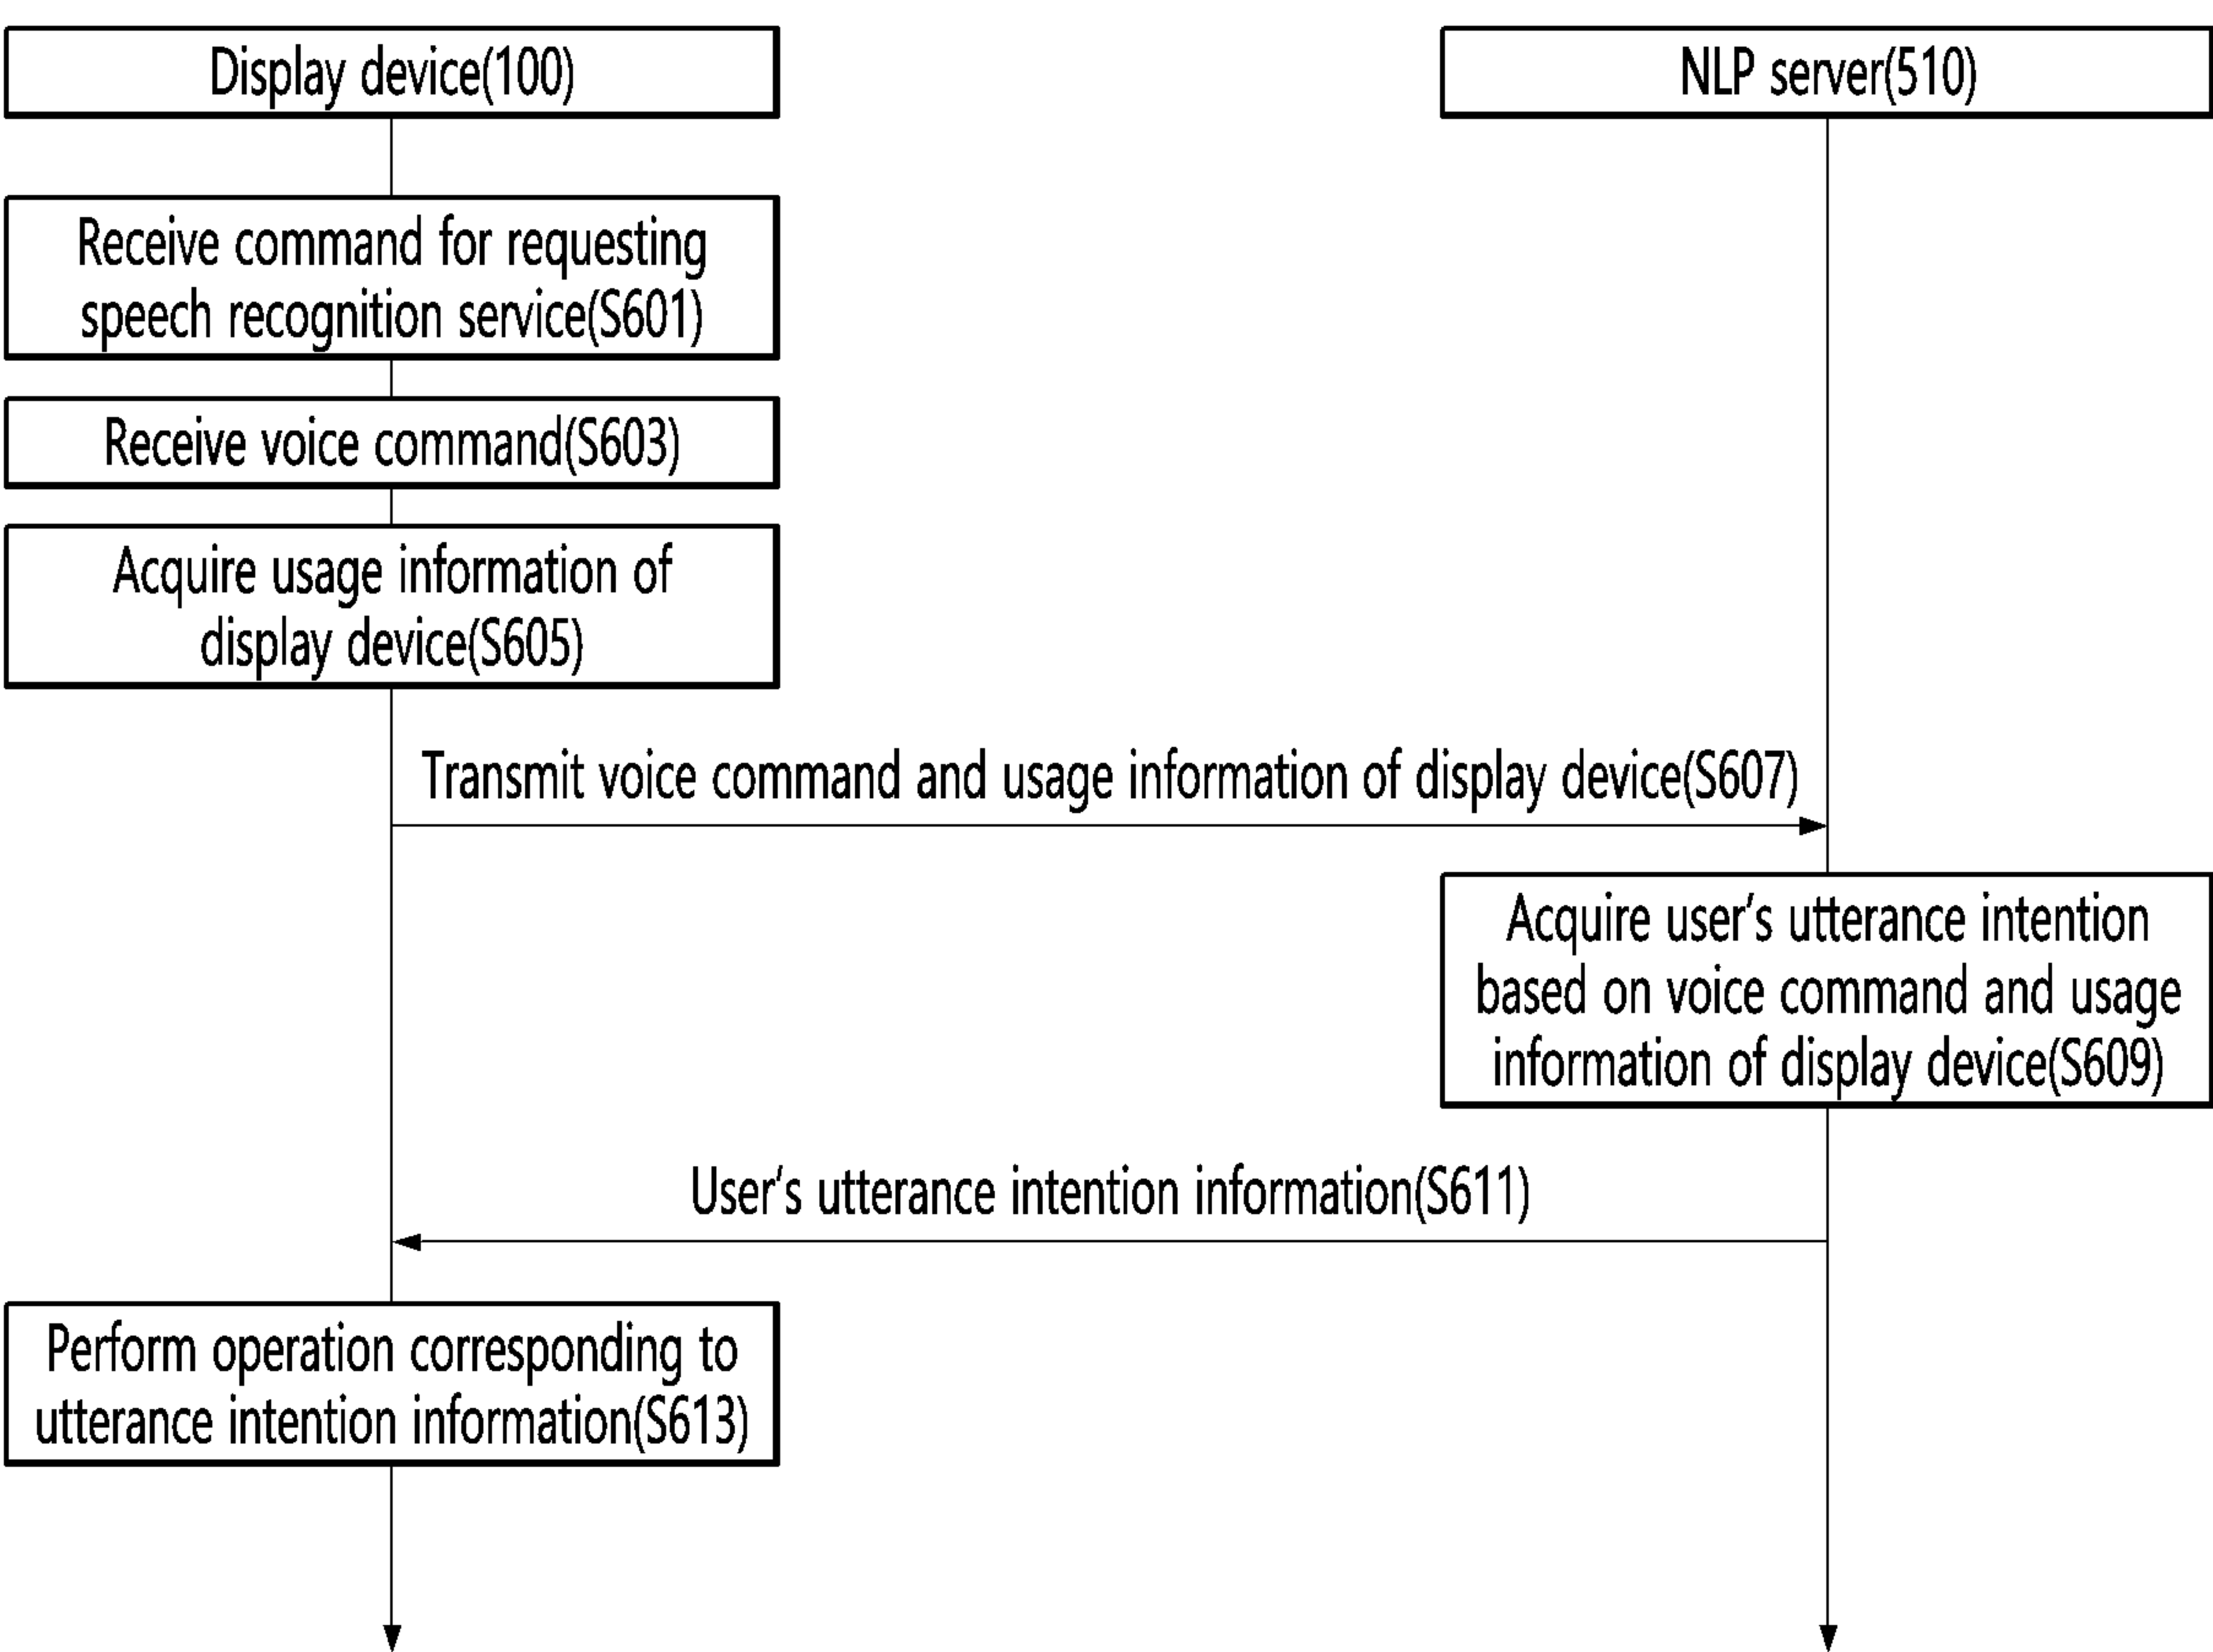 Display device(100)
NLP server(510)
Receive command for requesting
speech recognition service(S601)
Receive voice command(S603)
Acquire usage information of
display device(S605)
Transmit voice command and usage information of display device(S607)
Acquire user's utterance intention
based on voice command and usage
information of display device(S609)
User's utterance intention information(S611)
Perform operation corresponding to
utterance intention information(S613)